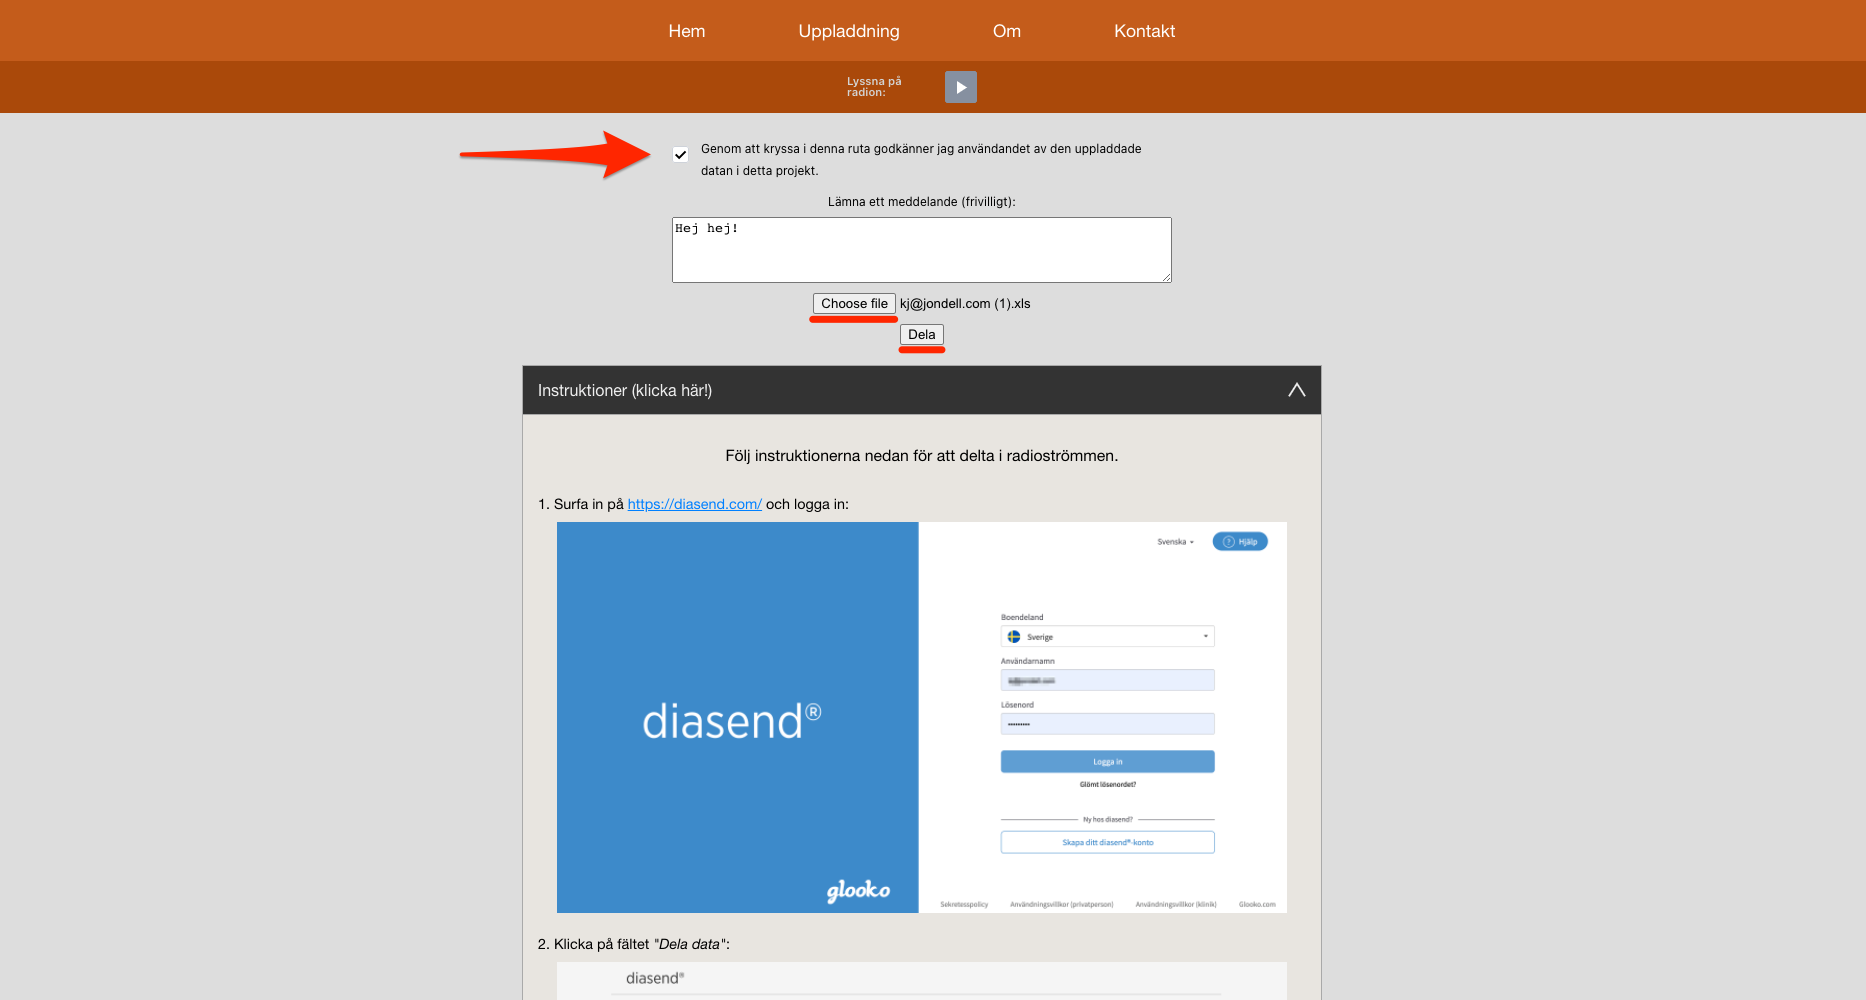 Hem Uppladdning Om Kontakt
Lyssna på
radion:
Genom att kryssa i denna ruta godkänner jag användandet av den uppladdade
datan i detta projekt.
Lämna ett meddelande (frivilligt):
Hej hej!
Choose file kj@jondell.com (1).xls
Dela
Instruktioner (klicka här!)
Följ instruktionerna nedan för att delta i radioströmmen.
1. Surfa in på https://diasend.com/ och logga in:
Svenska
? Hjälp
Boendeland
Sverige
Användarnamn
Lösenord
diasend®
Logga in
Glömt lösenordet?
Ny hos diasend?
Skapa ditt diasend®-konto
glooko
Sekretesspolicy Användningsvillkor (privatperson) Användningsvillkor (klinik) Glooko.com
2. Klicka på fältet "Dela data":
diasend®